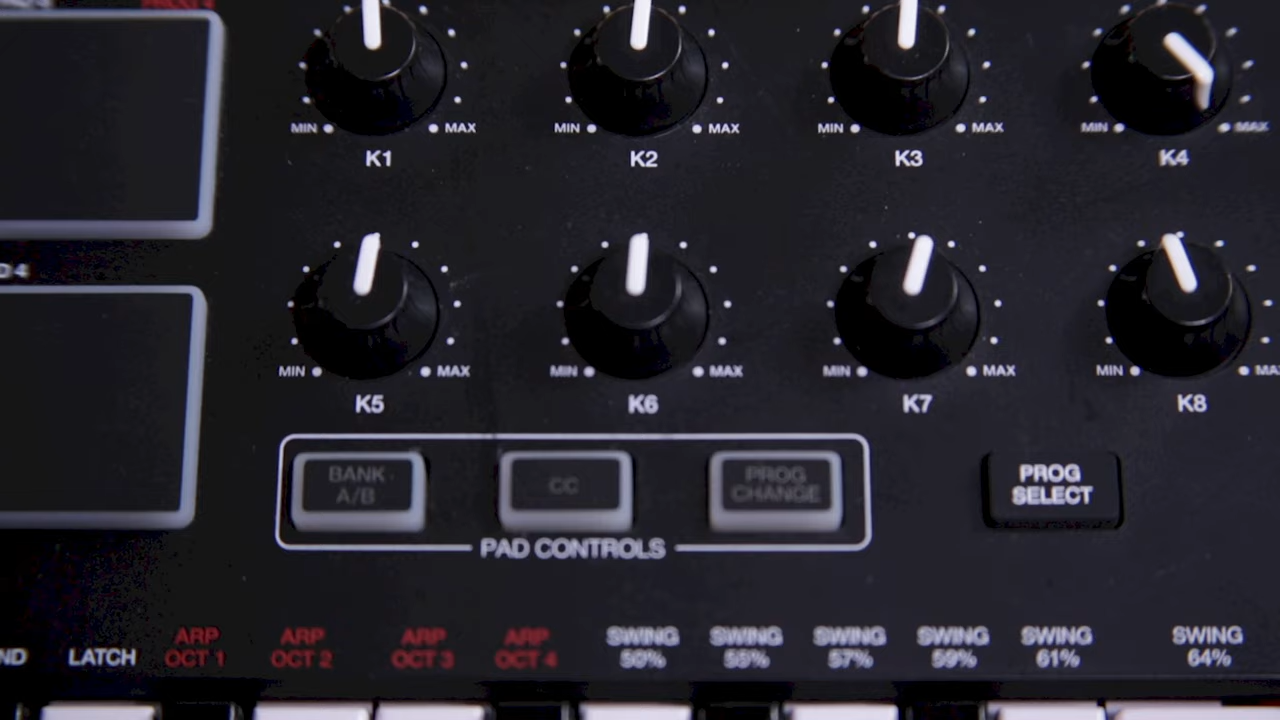 MIN MAX MIN MAX MIN MAX MIN MAX
K1 K2 K3 K4
MIN MAX MIN MAX MIN MAX MIN MAX
K5 K6 K7 K8
BANK A/B
CC
PROG CHANGE
PROG SELECT
PAD CONTROLS
LATCH
ARP OCT 1
ARP OCT 2
ARP OCT 3
ARP OCT 4
SWING 50%
SWING 55%
SWING 57%
SWING 59%
SWING 61%
SWING 64%